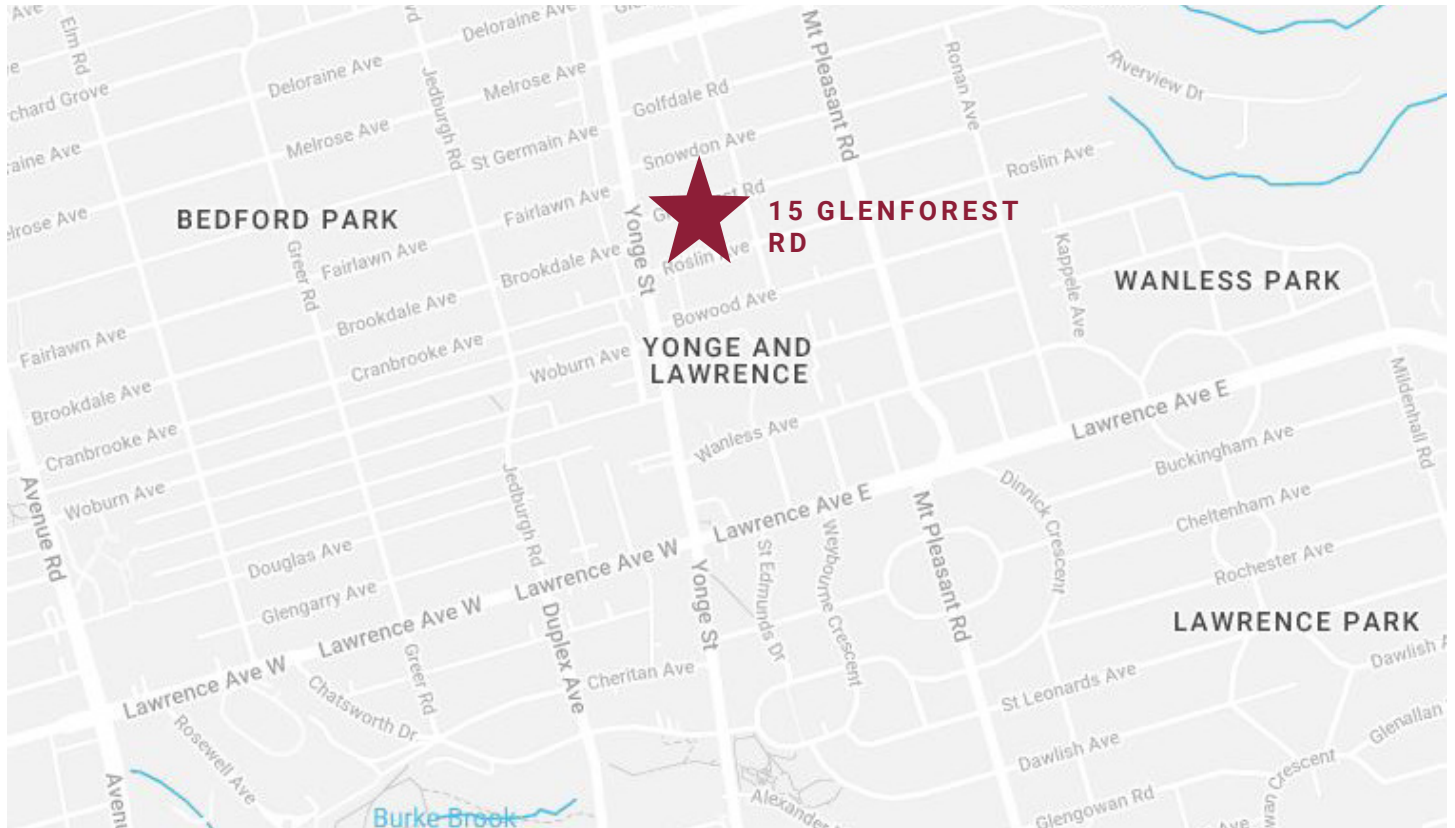 Ave
Elm Rd
Deloraine Ave
Mt Pleasant Rd
Ronan Ave
Riverview Dr
Deloraine Ave
Jedburgh Rd
Melrose Ave
Golfdale Rd
Melrose Ave
St Germain Ave
Snowdon Ave
Roslin Ave
BEDFORD PARK
Fairlawn Ave
15 GLENFOREST
RD
Yonge St
Greer Rd
Fairlawn Ave
Brookdale Ave
Roslin Ave
Kappele Ave
WANLESS PARK
Brookdale Ave
Bowood Ave
Fairlawn Ave
Cranbrooke Ave
Woburn Ave
YONGE AND
LAWRENCE
Brookdale Ave
Mildenhall Rd
Lawrence Ave E
Cranbrooke Ave
Wanless Ave
Buckingham Ave
Avenue Rd
Woburn Ave
Jedburgh Rd
Lawrence Ave E
Dinnick Crescent
Cheltenham Ave
Douglas Ave
Lawrence Ave W
St Edmunds Dr
Weybourne Crescent
Mt Pleasant Rd
Rochester Ave
Glengarry Ave
Yonge St
Lawrence Ave W
Duplex Ave
LAWRENCE PARK
Lawrence Ave W
Greer Rd
Cheritan Ave
Dawlish
Chatsworth Dr
St Leonards Ave
Rosewell Ave
Dawlish Ave
Glenallan
Crescent
Burke Brook
Alexander
Glengowan Rd
Ave